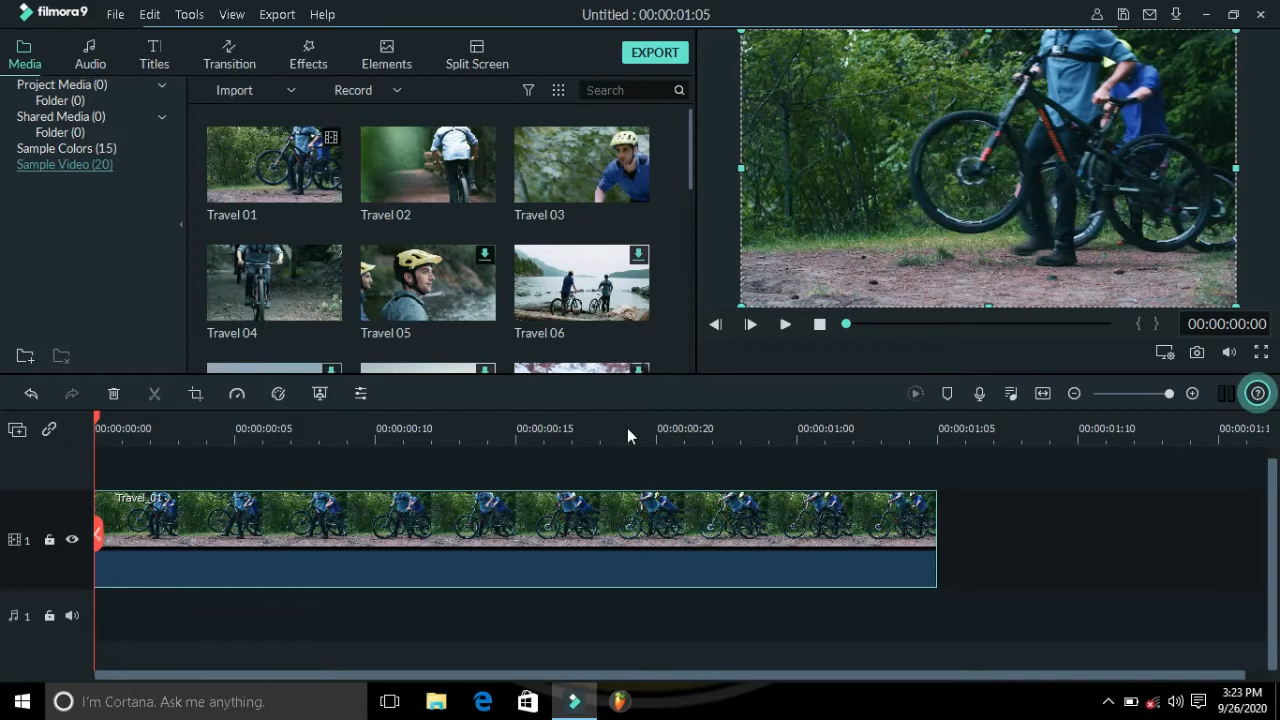 filmora9 File Edit Tools View Export Help Untitled : 00:00:01:05
Media Audio Titles Transition Effects Elements Split Screen EXPORT
Project Media (0)
Folder (0)
Shared Media (0)
Folder (0)
Sample Colors (15)
Sample Video (20)
Import Record Search
Travel 01 Travel 02 Travel 03
Travel 04 Travel 05 Travel 06
{ } 00:00:00:00
00:00:00:00 00:00:00:05 00:00:00:10 00:00:00:15 00:00:00:20 00:00:01:00 00:00:01:05 00:00:01:10 00:00:01:1
Travel_01
1
1
I'm Cortana. Ask me anything.
3:23 PM
9/26/2020